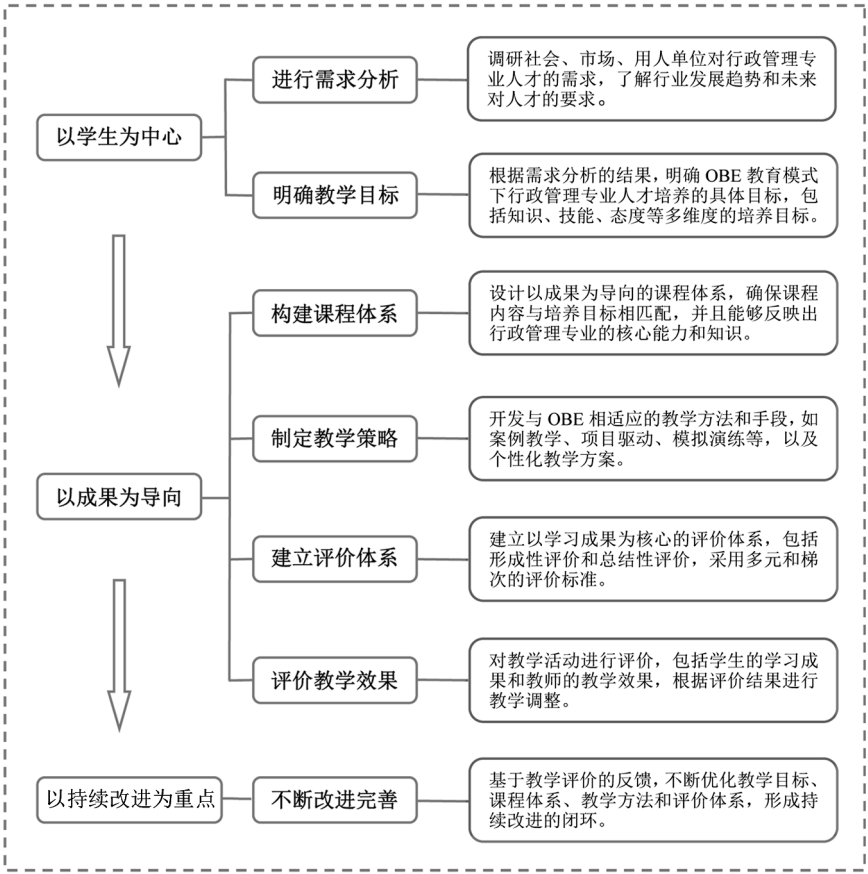 以学生为中心
进行需求分析
调研社会、市场、用人单位对行政管理专
业人才的需求，了解行业发展趋势和未来
对人才的要求。
明确教学目标
根据需求分析的结果，明确 OBE 教育模式
下行政管理专业人才培养的具体目标，包
括知识、技能、态度等多维度的培养目标。
以成果为导向
构建课程体系
设计以成果为导向的课程体系，确保课程
内容与培养目标相匹配，并且能够反映出
行政管理专业的核心能力和知识。
制定教学策略
开发与 OBE 相适应的教学方法和手段，如
案例教学、项目驱动、模拟演练等，以及
个性化教学方案。
建立评价体系
建立以学习成果为核心的评价体系，包括
形成性评价和总结性评价，采用多元和梯
次的评价标准。
评价教学效果
对教学活动进行评价，包括学生的学习成
果和教师的教学效果，根据评价结果进行
教学调整。
以持续改进为重点
不断改进完善
基于教学评价的反馈，不断优化教学目标、
课程体系、教学方法和评价体系，形成持
续改进的闭环。